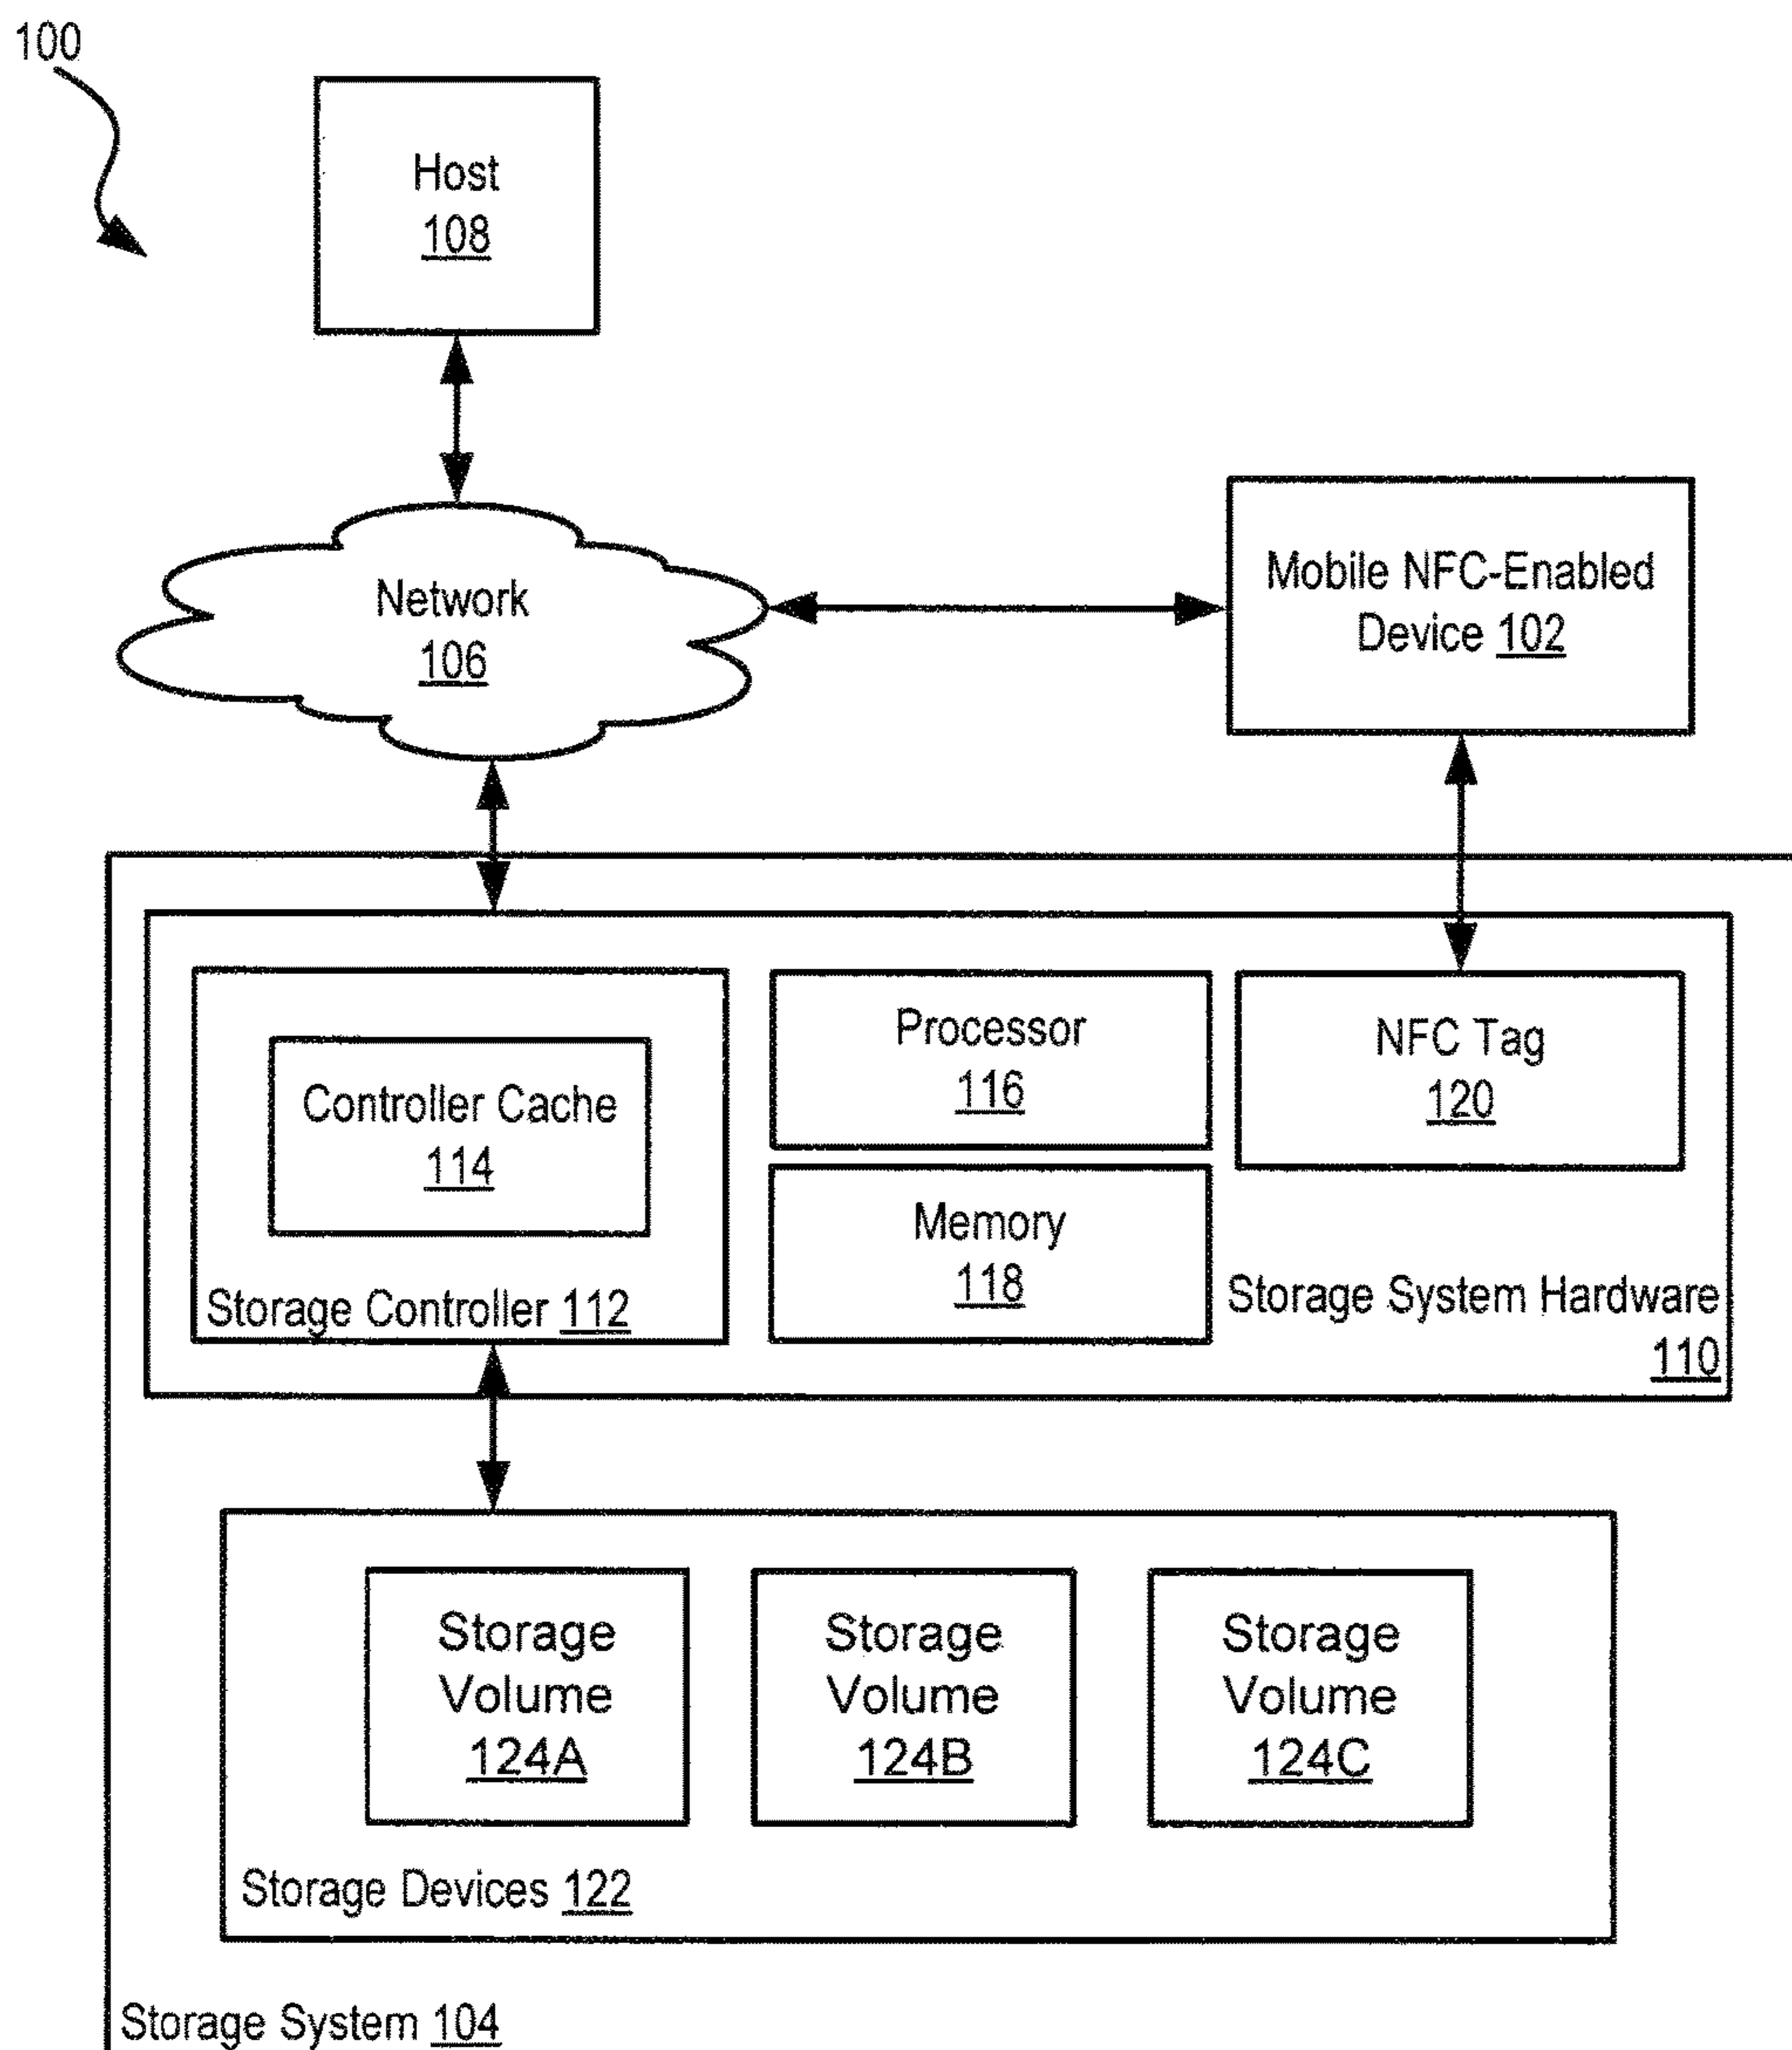 100
Host
108
Network
106
Mobile NFC-Enabled
Device 102
Controller Cache
114
Storage Controller 112
Processor
116
Memory
118
NFC Tag
120
Storage System Hardware
110
Storage
Volume
124A
Storage
Volume
124B
Storage
Volume
124C
Storage Devices 122
Storage System 104